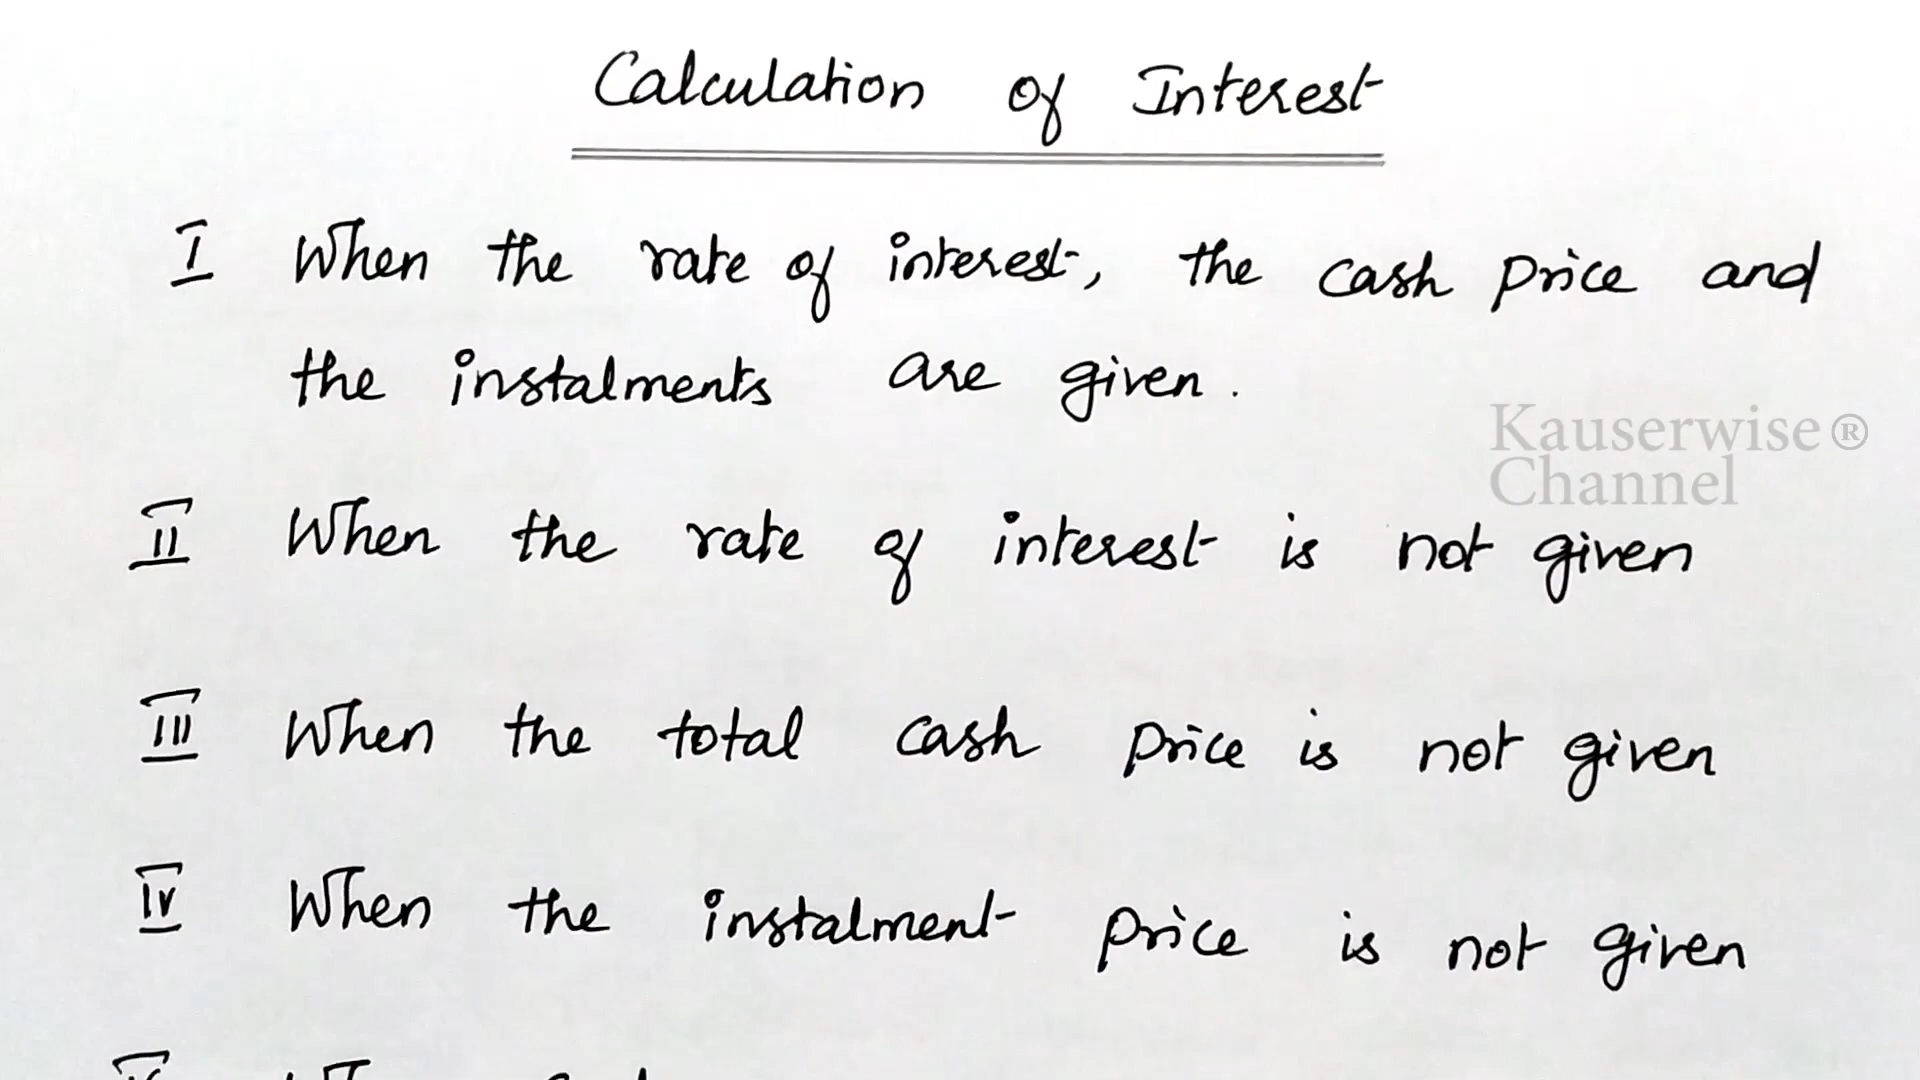 Calculation of Interest
I When the rate of interest, the cash price and
the instalments are given.
Kauserwise®
Channel
II When the rate of interest is not given
III When the total cash price is not given
IV When the instalment price is not given